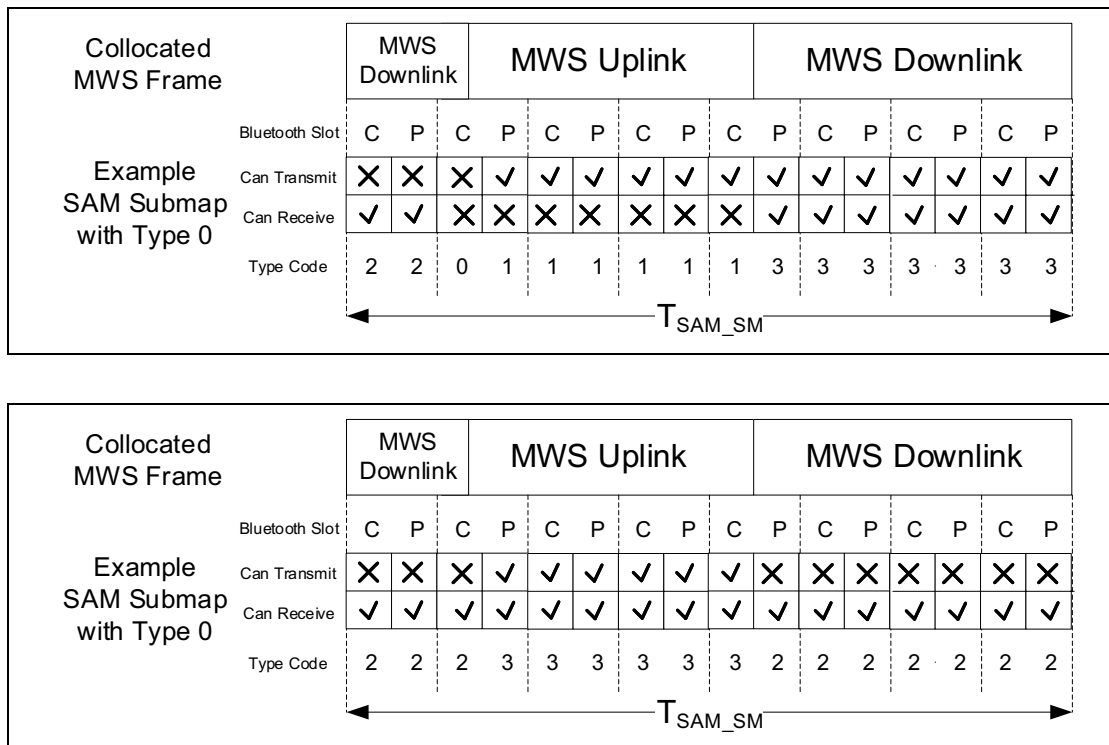 Collocated
MWS Frame
MWS
Downlink
MWS Uplink
MWS Downlink
Bluetooth Slot C P C P C P C P C P C P C P C P
Example
SAM Submap
with Type 0
Can Transmit ✗ ✗ ✗ ✓ ✓ ✓ ✓ ✓ ✓ ✓ ✓ ✓ ✓ ✓ ✓ ✓
Can Receive ✓ ✓ ✗ ✗ ✗ ✗ ✗ ✗ ✗ ✓ ✓ ✓ ✓ ✓ ✓ ✓
Type Code 2 2 0 1 1 1 1 1 1 3 3 3 3 3 3 3
TSAM_SM
Collocated
MWS Frame
MWS
Downlink
MWS Uplink
MWS Downlink
Bluetooth Slot C P C P C P C P C P C P C P C P
Example
SAM Submap
with Type 0
Can Transmit ✗ ✗ ✗ ✓ ✓ ✓ ✓ ✓ ✓ ✗ ✗ ✗ ✗ ✗ ✗ ✗
Can Receive ✓ ✓ ✓ ✓ ✓ ✓ ✓ ✓ ✓ ✓ ✓ ✓ ✓ ✓ ✓ ✓
Type Code 2 2 2 3 3 3 3 3 3 2 2 2 2 2 2 2
TSAM_SM